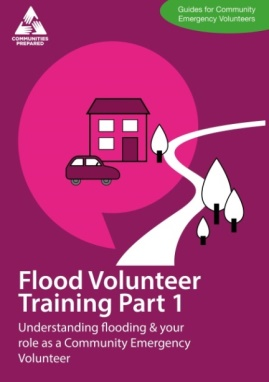 Guides for Community
Emergency Volunteers
COMMUNITIES
PREPARED
Flood Volunteer
Training Part 1
Understanding flooding & your
role as a Community Emergency
Volunteer